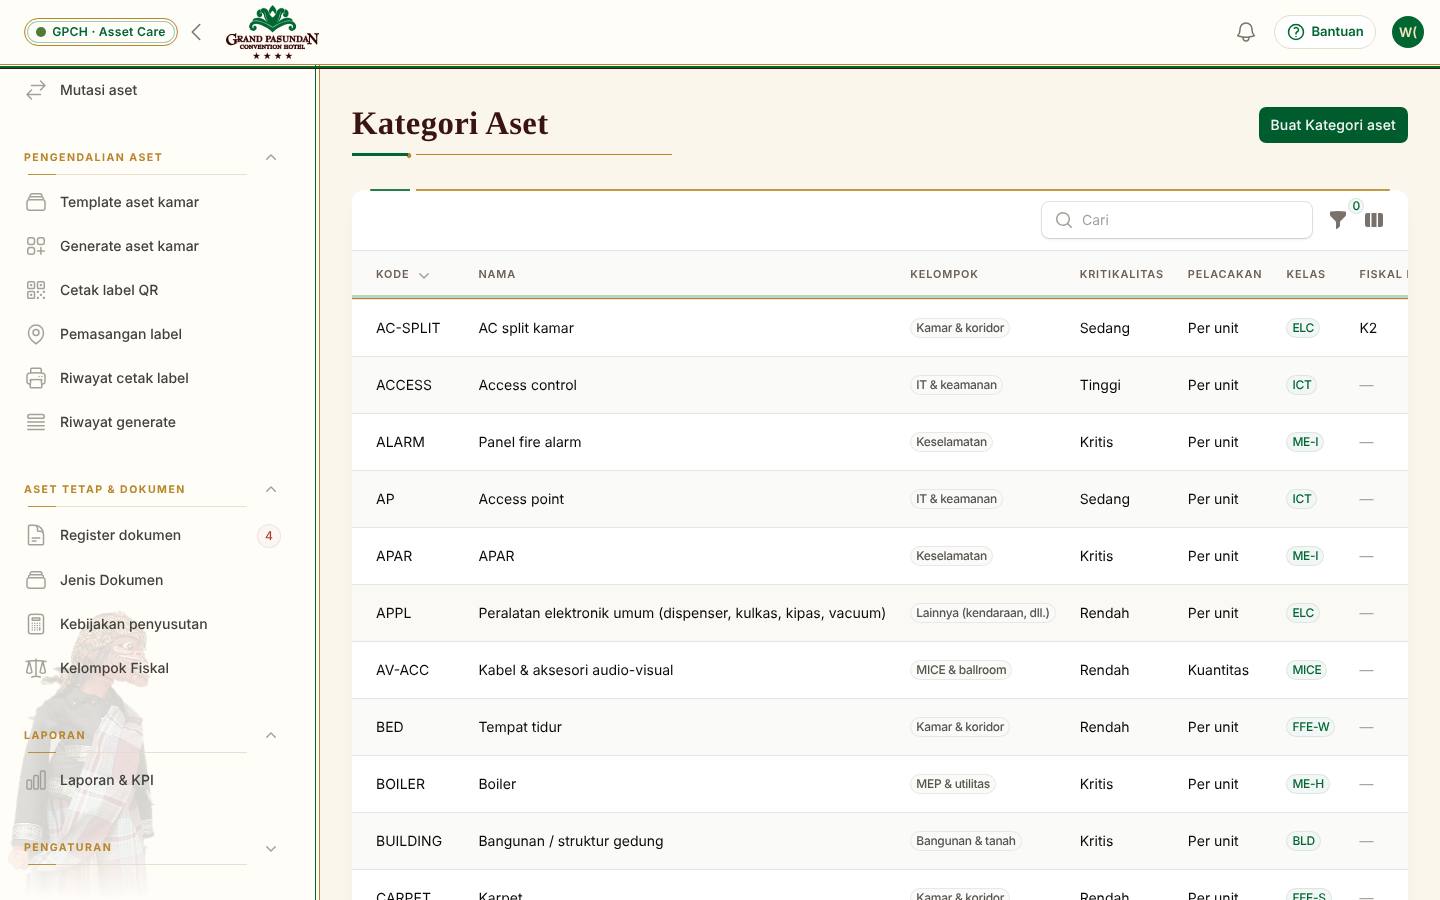 GPCH · Asset Care
GRAND PASUNDAN
CONVENTION HOTEL
Bantuan
W(
Mutasi aset
PENGENDALIAN ASET
Template aset kamar
Generate aset kamar
Cetak label QR
Pemasangan label
Riwayat cetak label
Riwayat generate
ASET TETAP & DOKUMEN
Register dokumen
4
Jenis Dokumen
Kebijakan penyusutan
Kelompok Fiskal
LAPORAN
Laporan & KPI
PENGATURAN
Kategori Aset
Buat Kategori aset
Cari
0
KODE NAMA KELOMPOK KRITIKALITAS PELACAKAN KELAS FISKAL
AC-SPLIT AC split kamar Kamar & koridor Sedang Per unit ELC K2
ACCESS Access control IT & keamanan Tinggi Per unit ICT —
ALARM Panel fire alarm Keselamatan Kritis Per unit ME-I —
AP Access point IT & keamanan Sedang Per unit ICT —
APAR APAR Keselamatan Kritis Per unit ME-I —
APPL Peralatan elektronik umum (dispenser, kulkas, kipas, vacuum) Lainnya (kendaraan, dll.) Rendah Per unit ELC —
AV-ACC Kabel & aksesori audio-visual MICE & ballroom Rendah Kuantitas MICE —
BED Tempat tidur Kamar & koridor Rendah Per unit FFE-W —
BOILER Boiler MEP & utilitas Kritis Per unit ME-H —
BUILDING Bangunan / struktur gedung Bangunan & tanah Kritis Per unit BLD —
CARPET Karpet Kamar & koridor Rendah Per unit FFE-S